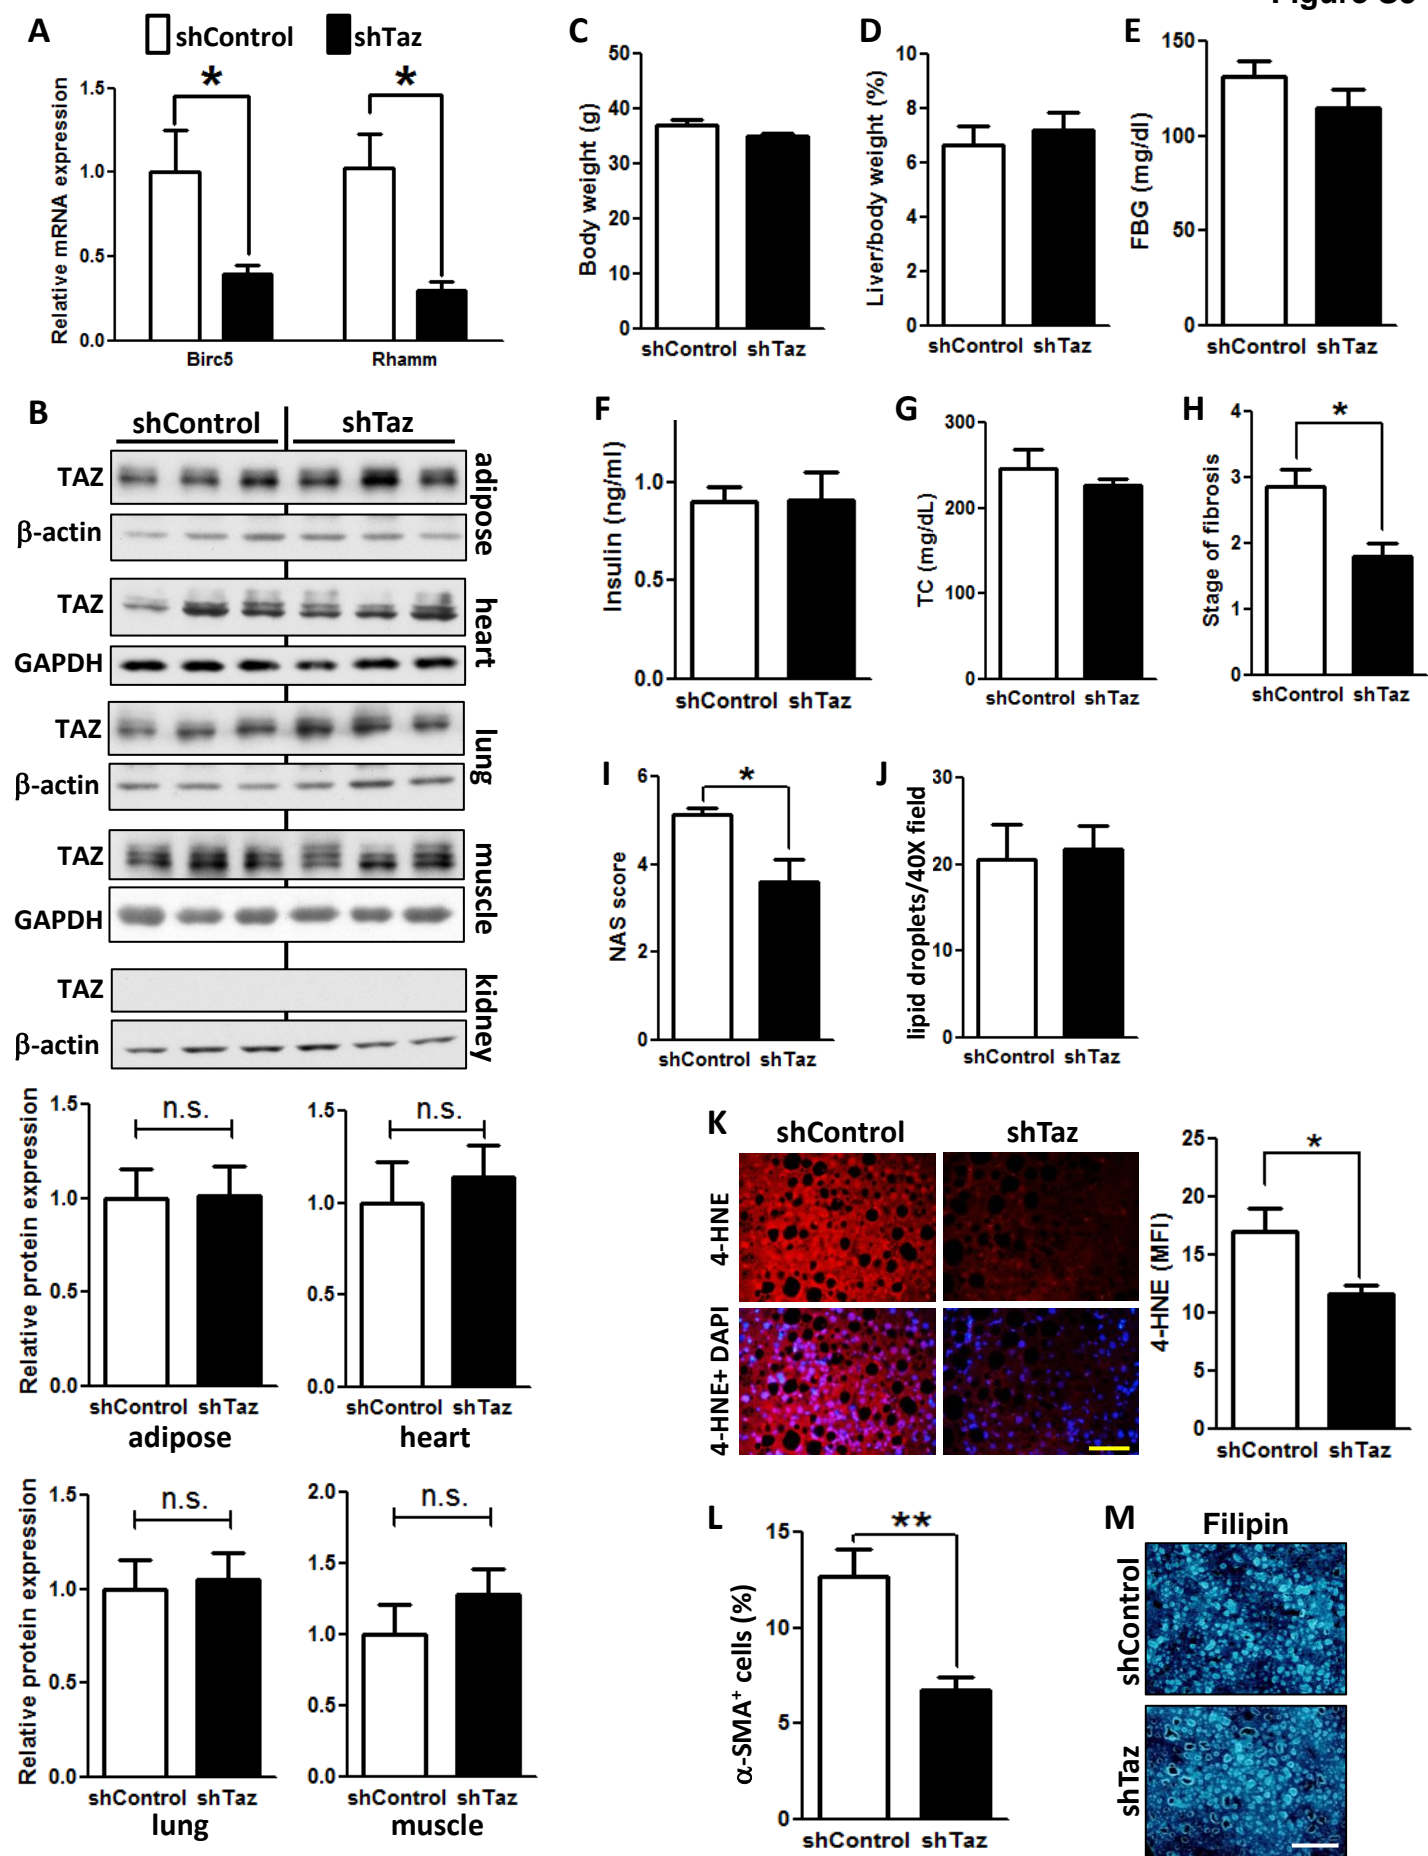 A
shControl
shTaz
Relative mRNA expression
1.5
1.0
0.5
0.0
*
*
Birc5
Rhamm
B
shControl
shTaz
TAZ
β-actin
adipose
TAZ
GAPDH
heart
TAZ
β-actin
lung
TAZ
GAPDH
muscle
TAZ
β-actin
kidney
Relative protein expression
1.5
1.0
0.5
0.0
n.s.
shControl shTaz
adipose
1.5
1.0
0.5
0.0
n.s.
shControl shTaz
heart
Relative protein expression
1.5
1.0
0.5
0.0
n.s.
shControl shTaz
lung
2.0
1.5
1.0
0.5
0.0
n.s.
shControl shTaz
muscle
C
Body weight (g)
50
40
30
20
10
0
shControl shTaz
D
Liver/body weight (%)
10
8
6
4
2
0
shControl shTaz
E
FBG (mg/dl)
150
100
50
0
shControl shTaz
F
Insulin (ng/ml)
1.0
0.5
0.0
shControl shTaz
G
TC (mg/dL)
300
200
100
0
shControl shTaz
H
Stage of fibrosis
4
3
2
1
0
*
shControl shTaz
I
NAS score
6
4
2
0
*
shControl shTaz
J
lipid droplets/40X field
30
20
10
0
shControl shTaz
K
shControl
shTaz
4-HNE
4-HNE+ DAPI
4-HNE (MFI)
25
20
15
10
5
0
*
shControl shTaz
L
α-SMA⁺ cells (%)
15
10
5
0
**
shControl shTaz
M
Filipin
shControl
shTaz